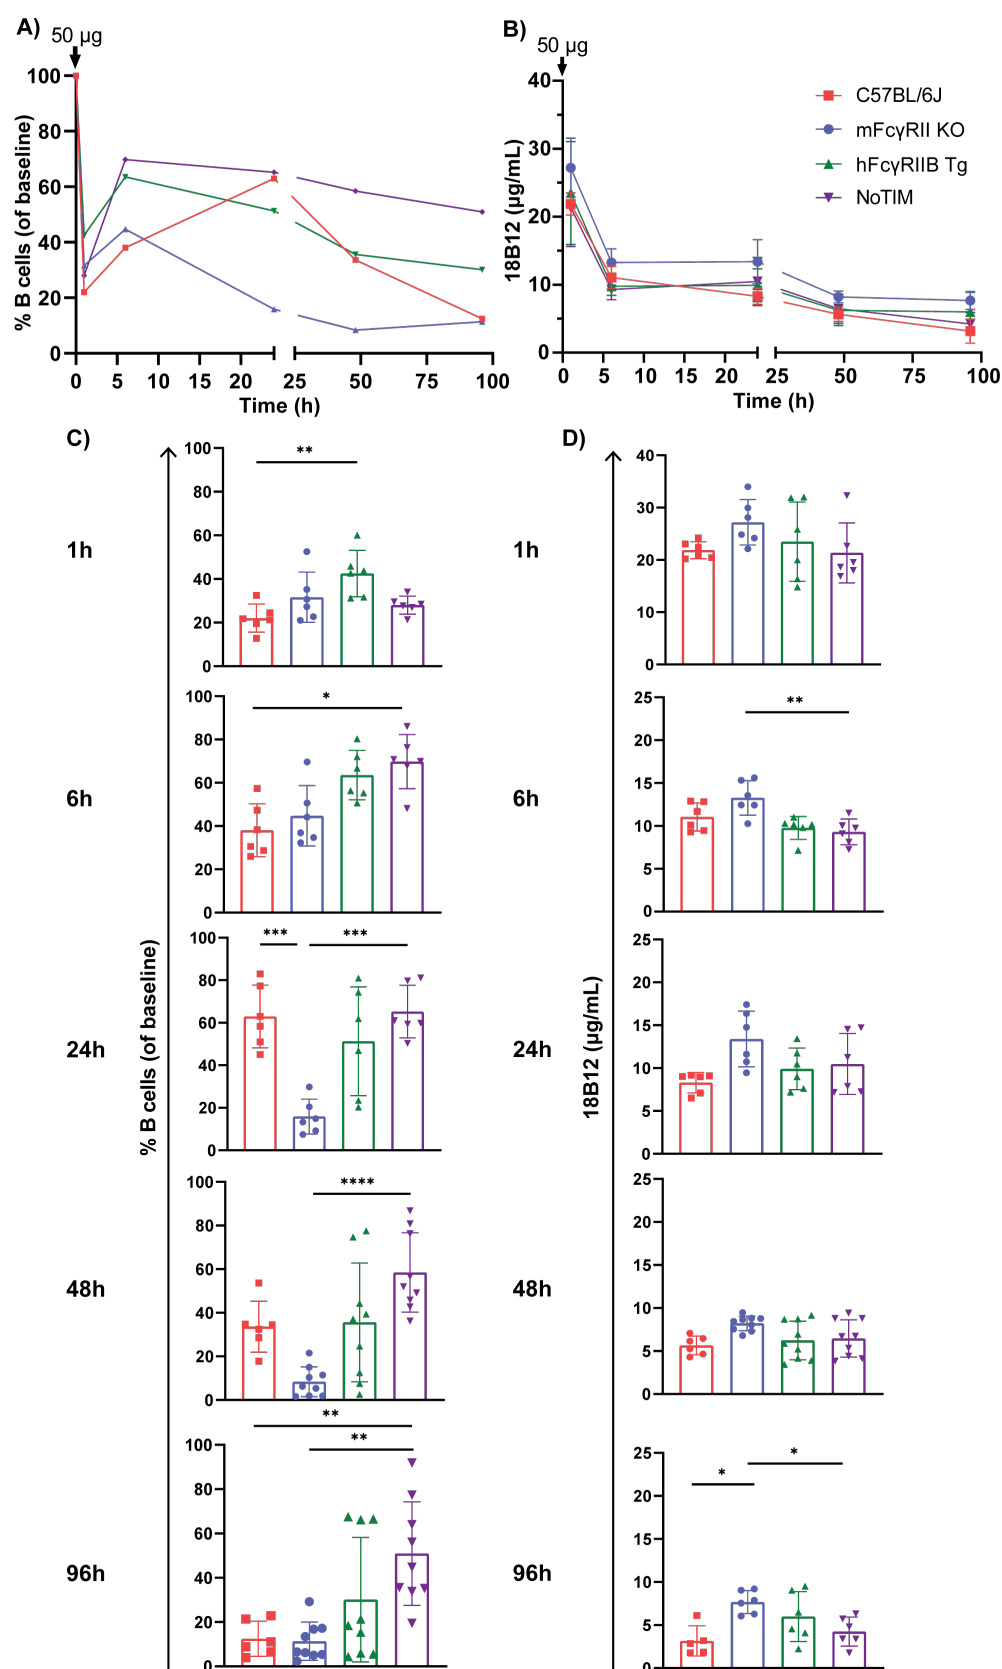 A)
50 µg
% B cells (of baseline)
100
80
60
40
20
0
0 5 10 15 20 25 50 75 100
Time (h)
B)
50 µg
18B12 (µg/mL)
40
30
20
10
0
0 5 10 15 20 25 50 75 100
Time (h)
C57BL/6J
mFcγRII KO
hFcγRIIB Tg
NoTIM
C)
% B cells (of baseline)
1h
100
80
60
40
20
0
**
6h
100
80
60
40
20
0
*
24h
100
80
60
40
20
0
*** ***
48h
100
80
60
40
20
0
****
96h
100
80
60
40
20
0
**
**
D)
18B12 (µg/mL)
1h
40
30
20
10
0
6h
25
20
15
10
5
0
**
24h
25
20
15
10
5
0
48h
25
20
15
10
5
0
96h
25
20
15
10
5
0
*
*